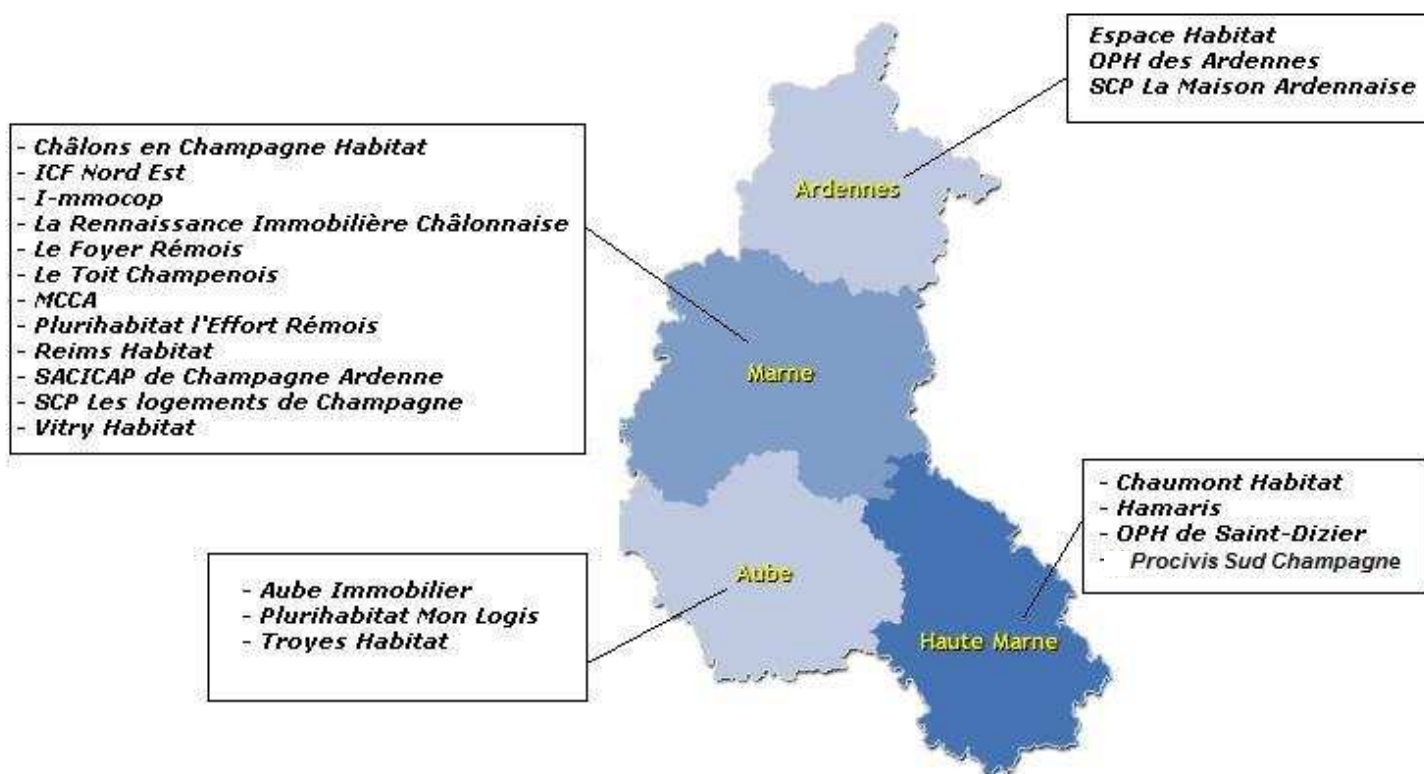 Espace Habitat
OPH des Ardennes
SCP La Maison Ardennaise
- Châlons en Champagne Habitat
- ICF Nord Est
- I-mmocop
- La Rennaissance Immobilière Châlonnaise
- Le Foyer Rémois
- Le Toit Champenois
- MCCA
- Plurihabitat l'Effort Rémois
- Reims Habitat
- SACICAP de Champagne Ardenne
- SCP Les logements de Champagne
- Vitry Habitat
Ardennes
Marne
- Chaumont Habitat
- Hamaris
- OPH de Saint-Dizier
- Procivis Sud Champagne
- Aube Immobilier
- Plurihabitat Mon Logis
- Troyes Habitat
Aube
Haute Marne